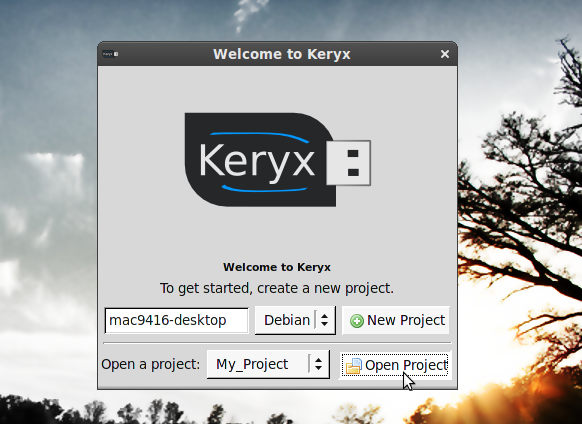 Welcome to Keryx
Keryx
Welcome to Keryx
To get started, create a new project.
mac9416-desktop Debian New Project
Open a project: My_Project Open Project